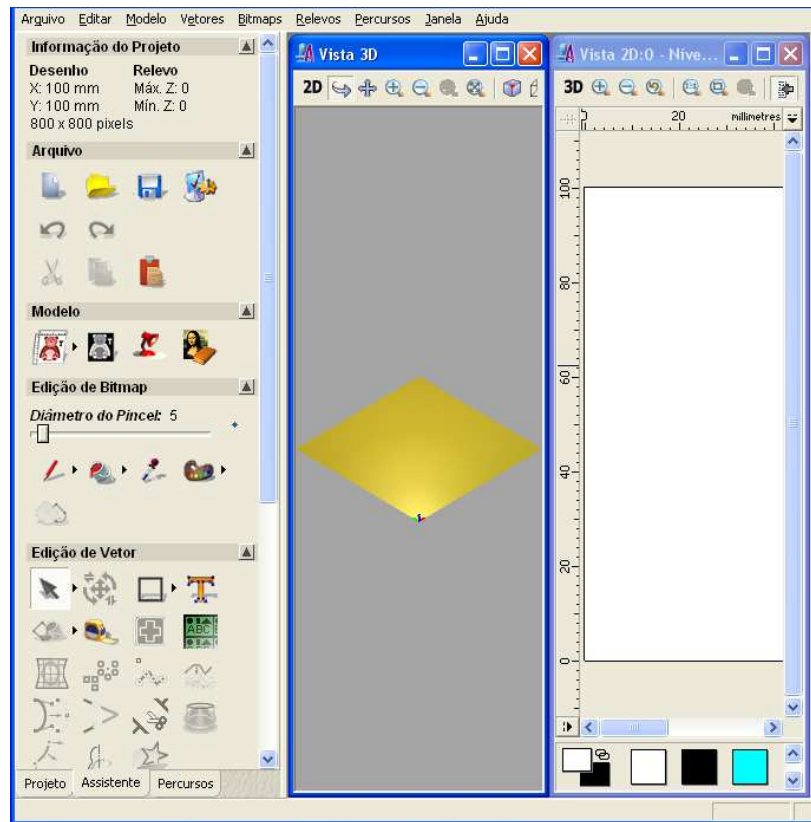 Arquivo Editar Modelo Vetores Bitmaps Relevos Percursos Janela Ajuda
Informação do Projeto
Desenho Relevo
X: 100 mm Máx. Z: 0
Y: 100 mm Mín. Z: 0
800 x 800 pixels
Arquivo
Modelo
Edição de Bitmap
Diâmetro do Pincel: 5
Edição de Vetor
ABC
Projeto Assistente Percursos
Vista 3D
2D
Vista 2D:0 - Níve...
3D
20 millimetres
100
80
60
40
20
0